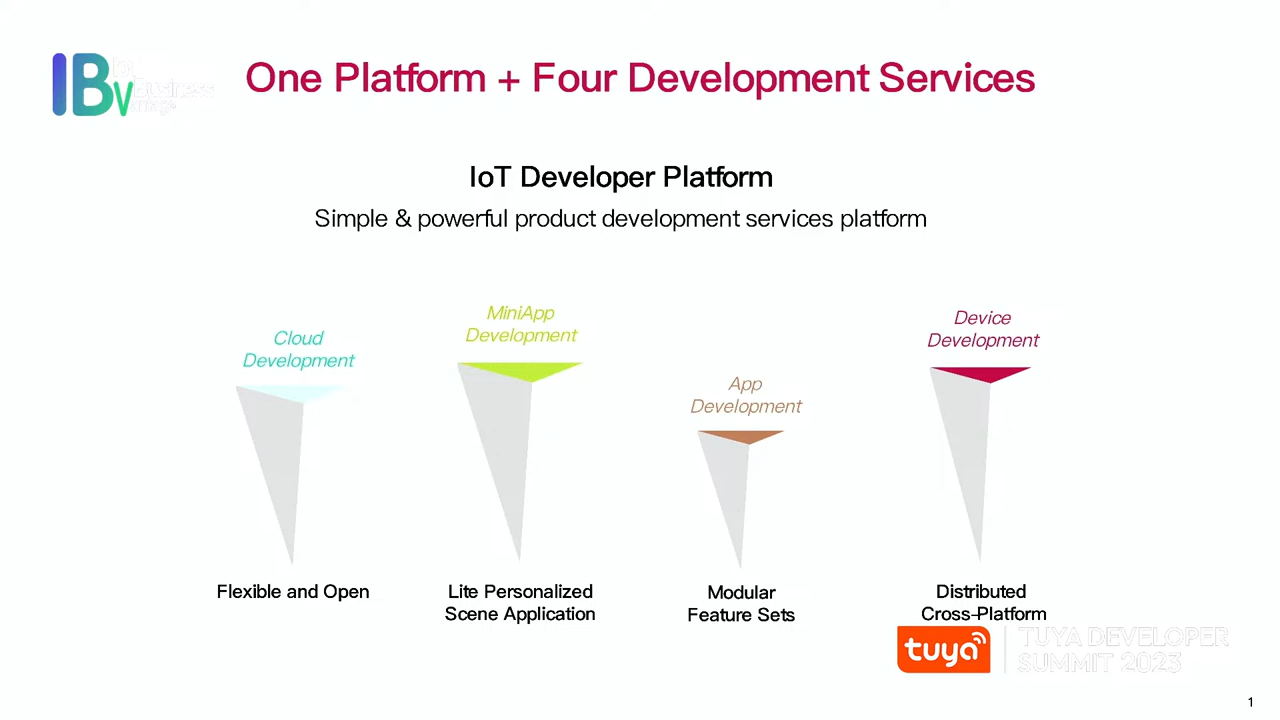 IBv
IoT
Business
One Platform + Four Development Services
IoT Developer Platform
Simple & powerful product development services platform
Cloud
Development
MiniApp
Development
App
Development
Device
Development
Flexible and Open
Lite Personalized
Scene Application
Modular
Feature Sets
Distributed
Cross-Platform
tuya
TUYA DEVELOPER
SUMMIT 2023
1